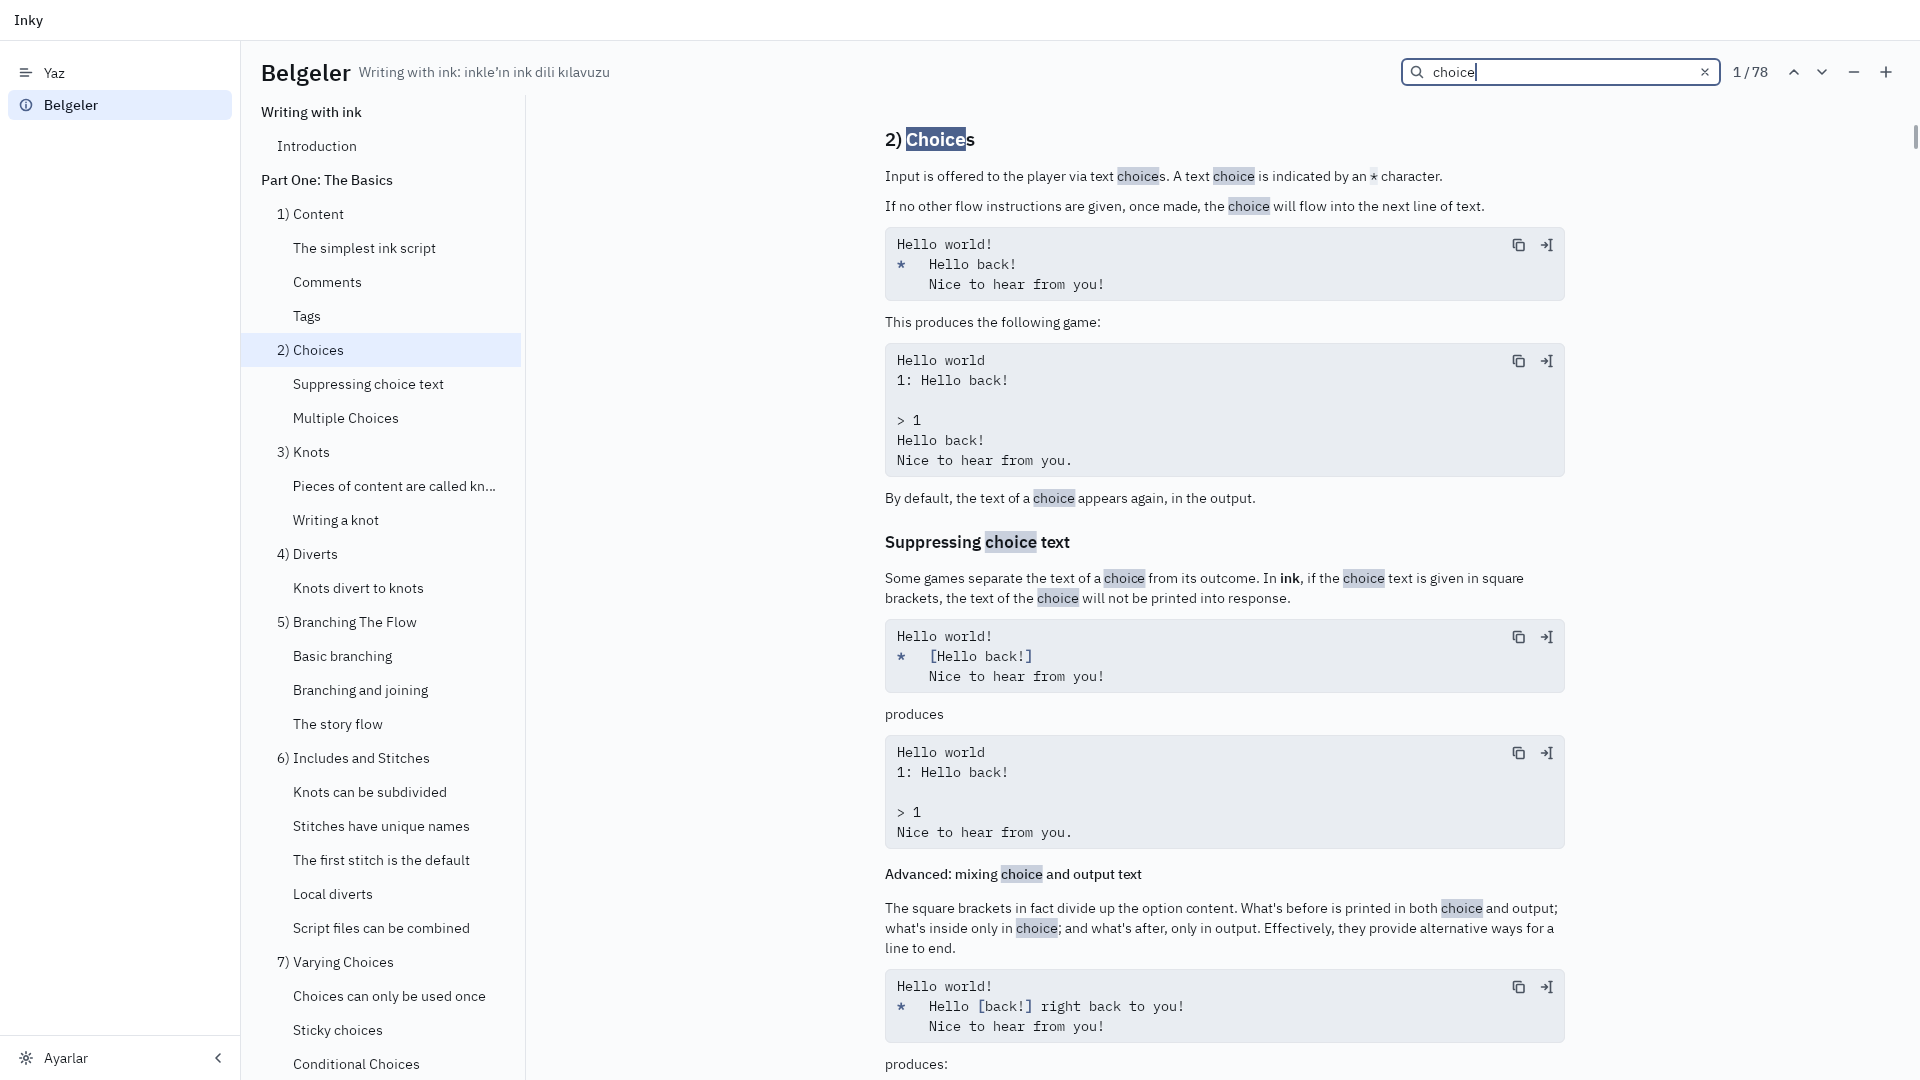 Inky
Yaz
Belgeler
Ayarlar
Belgeler Writing with ink: inkle’ın ink dili kılavuzu
choice
1 / 78
Writing with ink
Introduction
Part One: The Basics
1) Content
The simplest ink script
Comments
Tags
2) Choices
Suppressing choice text
Multiple Choices
3) Knots
Pieces of content are called kn...
Writing a knot
4) Diverts
Knots divert to knots
5) Branching The Flow
Basic branching
Branching and joining
The story flow
6) Includes and Stitches
Knots can be subdivided
Stitches have unique names
The first stitch is the default
Local diverts
Script files can be combined
7) Varying Choices
Choices can only be used once
Sticky choices
Conditional Choices
2) Choices
Input is offered to the player via text choices. A text choice is indicated by an * character.
If no other flow instructions are given, once made, the choice will flow into the next line of text.
Hello world!
* Hello back!
Nice to hear from you!
This produces the following game:
Hello world
1: Hello back!
> 1
Hello back!
Nice to hear from you.
By default, the text of a choice appears again, in the output.
Suppressing choice text
Some games separate the text of a choice from its outcome. In ink, if the choice text is given in square
brackets, the text of the choice will not be printed into response.
Hello world!
* [Hello back!]
Nice to hear from you!
produces
Hello world
1: Hello back!
> 1
Nice to hear from you.
Advanced: mixing choice and output text
The square brackets in fact divide up the option content. What's before is printed in both choice and output;
what's inside only in choice; and what's after, only in output. Effectively, they provide alternative ways for a
line to end.
Hello world!
* Hello [back!] right back to you!
Nice to hear from you!
produces: